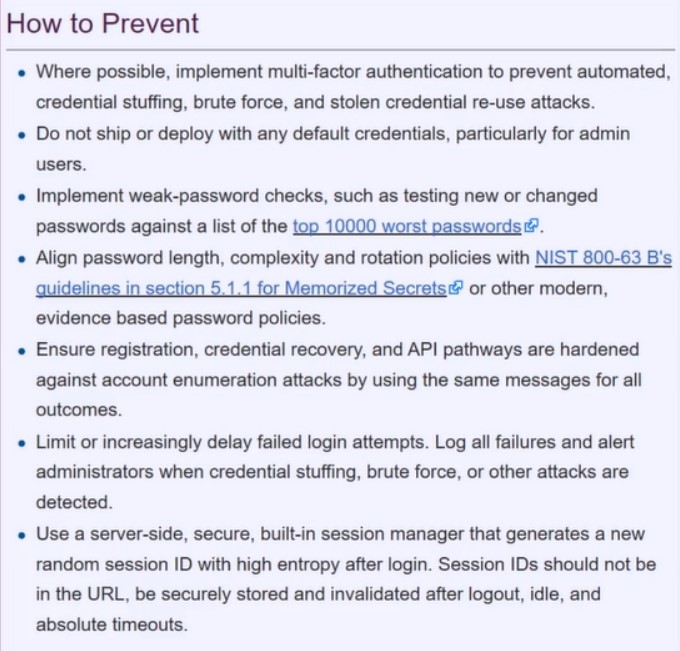 How to Prevent
• Where possible, implement multi-factor authentication to prevent automated,
credential stuffing, brute force, and stolen credential re-use attacks.
• Do not ship or deploy with any default credentials, particularly for admin
users.
• Implement weak-password checks, such as testing new or changed
passwords against a list of the top 10000 worst passwords.
• Align password length, complexity and rotation policies with NIST 800-63 B's
guidelines in section 5.1.1 for Memorized Secrets or other modern,
evidence based password policies.
• Ensure registration, credential recovery, and API pathways are hardened
against account enumeration attacks by using the same messages for all
outcomes.
• Limit or increasingly delay failed login attempts. Log all failures and alert
administrators when credential stuffing, brute force, or other attacks are
detected.
• Use a server-side, secure, built-in session manager that generates a new
random session ID with high entropy after login. Session IDs should not be
in the URL, be securely stored and invalidated after logout, idle, and
absolute timeouts.